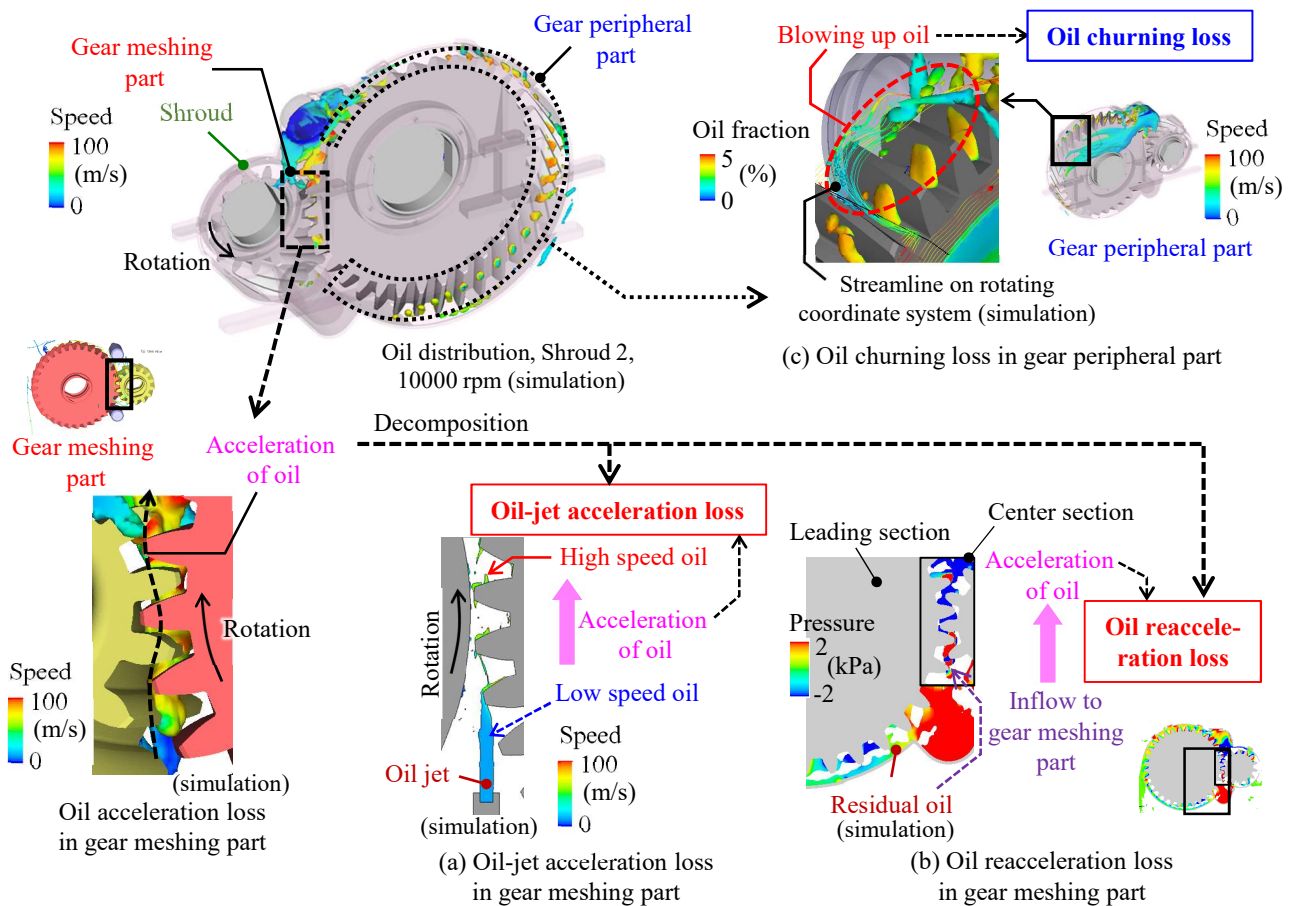 Gear meshing
part
Shroud
Speed
100
(m/s)
0
Rotation
Gear peripheral
part
Oil distribution, Shroud 2,
10000 rpm (simulation)
Blowing up oil
Oil churning loss
Oil fraction
5
(%)
0
Speed
100
(m/s)
0
Gear peripheral part
Streamline on rotating
coordinate system (simulation)
(c) Oil churning loss in gear peripheral part
Gear meshing
part
Acceleration
of oil
Decomposition
Rotation
Speed
100
(m/s)
0
(simulation)
Oil acceleration loss
in gear meshing part
Oil-jet acceleration loss
High speed oil
Rotation
Acceleration
of oil
Low speed oil
Speed
100
(m/s)
0
Oil jet
(simulation)
(a) Oil-jet acceleration loss
in gear meshing part
Center section
Leading section
Acceleration
of oil
Pressure
2
(kPa)
-2
Oil reaccele-
ration loss
Inflow to
gear meshing
part
Residual oil
(simulation)
(b) Oil reacceleration loss
in gear meshing part